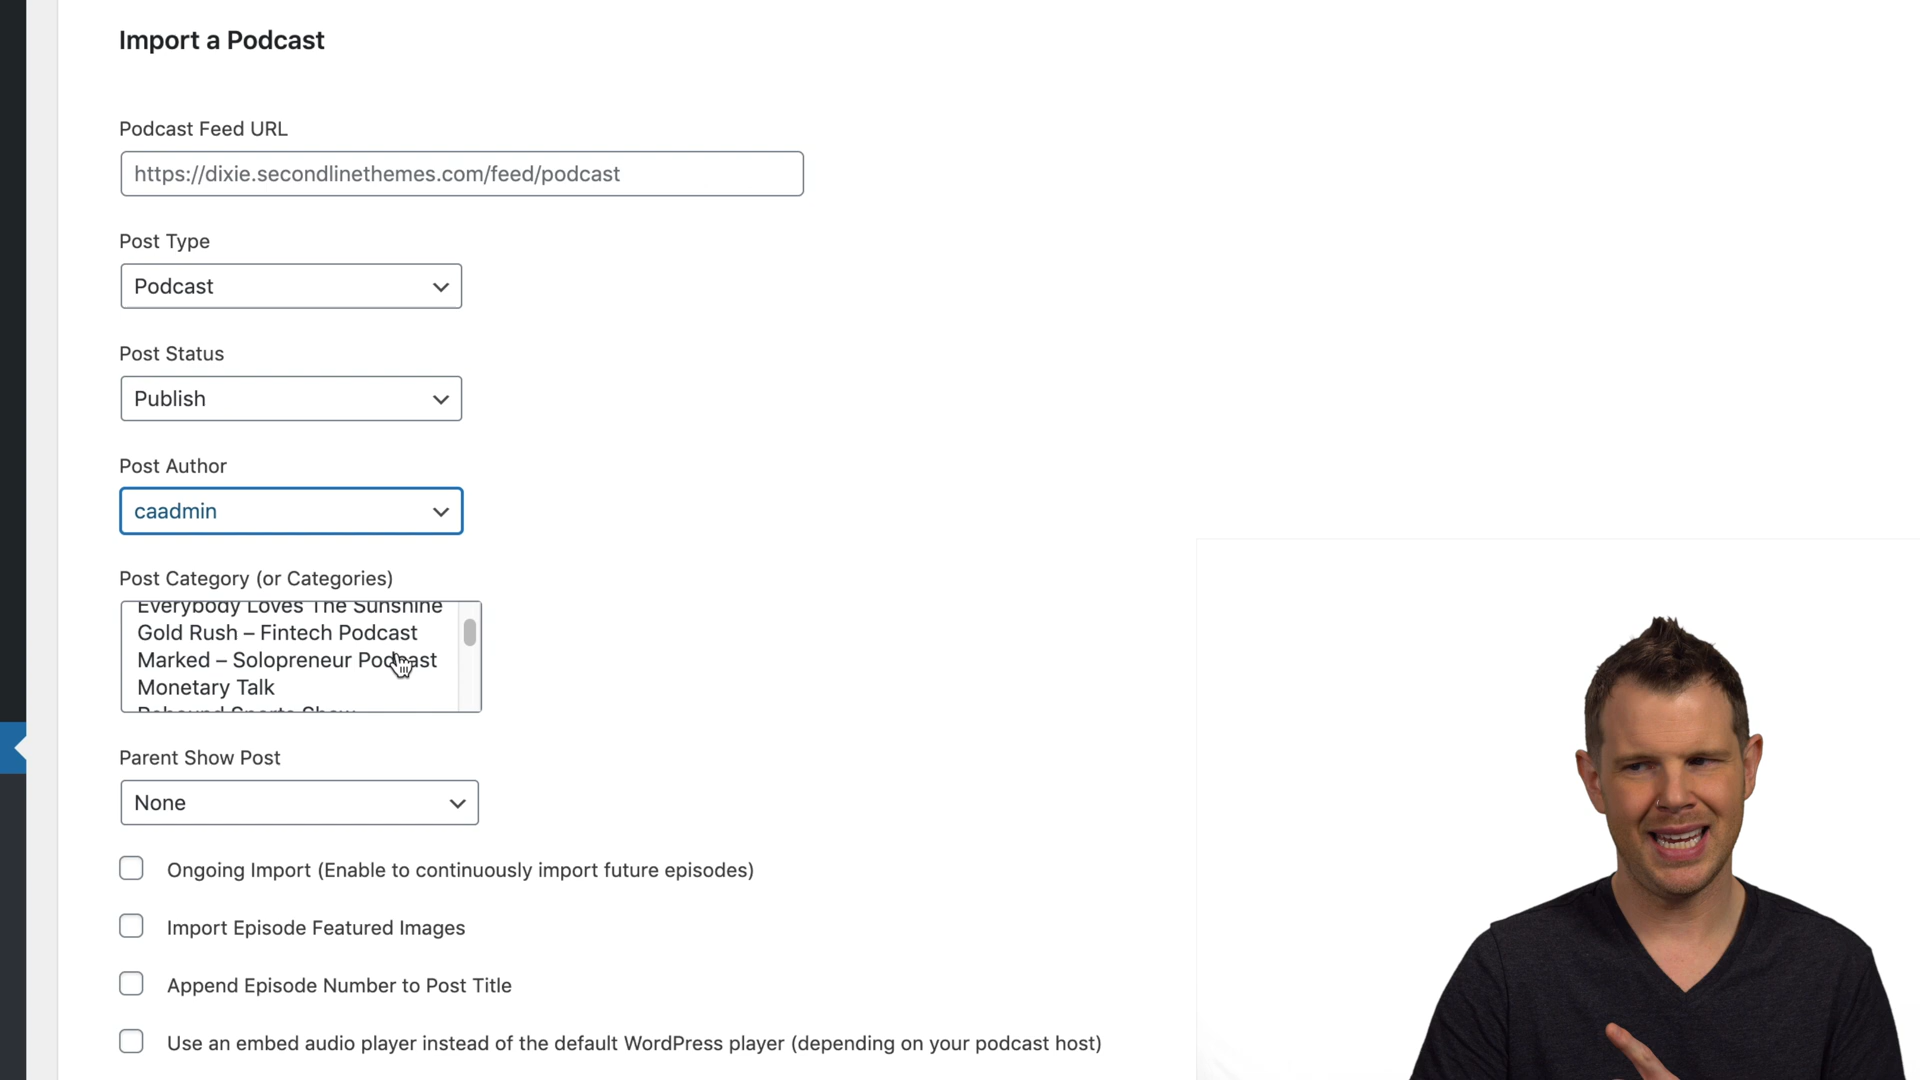 Import a Podcast
Podcast Feed URL
https://dixie.secondlinethemes.com/feed/podcast
Post Type
Podcast
Post Status
Publish
Post Author
caadmin
Post Category (or Categories)
Everybody Loves The Sunshine
Gold Rush – Fintech Podcast
Marked – Solopreneur Podcast
Monetary Talk
Rebound Sports Show
Parent Show Post
None
Ongoing Import (Enable to continuously import future episodes)
Import Episode Featured Images
Append Episode Number to Post Title
Use an embed audio player instead of the default WordPress player (depending on your podcast host)